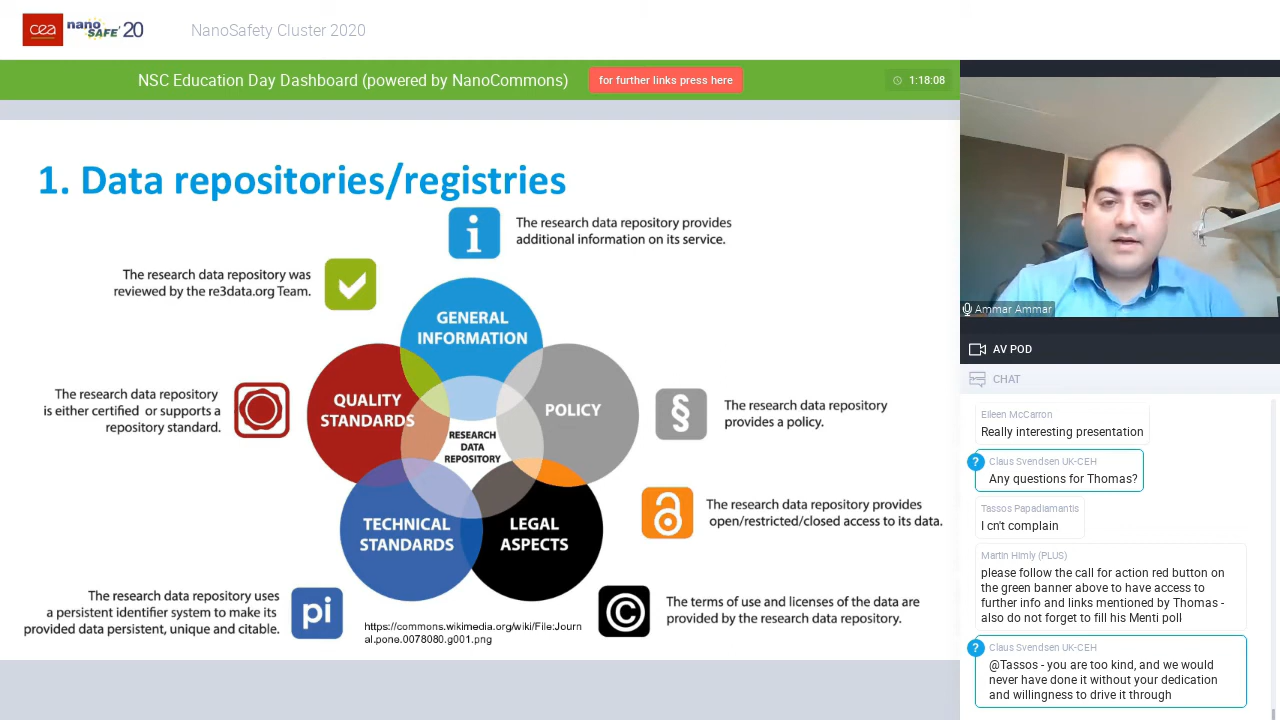 cea nano SAFE' 20
NanoSafety Cluster 2020
NSC Education Day Dashboard (powered by NanoCommons)
for further links press here
1:18:08
1. Data repositories/registries
i
The research data repository provides
additional information on its service.
The research data repository was
reviewed by the re3data.org Team.
GENERAL
INFORMATION
The research data repository
is either certified or supports a
repository standard.
QUALITY
STANDARDS
POLICY
§
The research data repository
provides a policy.
RESEARCH
DATA
REPOSITORY
The research data repository provides
open/restricted/closed access to its data.
TECHNICAL
STANDARDS
LEGAL
ASPECTS
The research data repository uses
a persistent identifier system to make its
provided data persistent, unique and citable.
pi
https://commons.wikimedia.org/wiki/File:Journ
al.pone.0078080.g001.png
©
The terms of use and licenses of the data are
provided by the research data repository.
Ammar Ammar
AV POD
CHAT
Eileen McCarron
Really interesting presentation
?
Claus Svendsen UK-CEH
Any questions for Thomas?
Tassos Papadiamantis
I cn't complain
Martin Himly (PLUS)
please follow the call for action red button on
the green banner above to have access to
further info and links mentioned by Thomas -
also do not forget to fill his Menti poll
?
Claus Svendsen UK-CEH
@Tassos - you are too kind, and we would
never have done it without your dedication
and willingness to drive it through